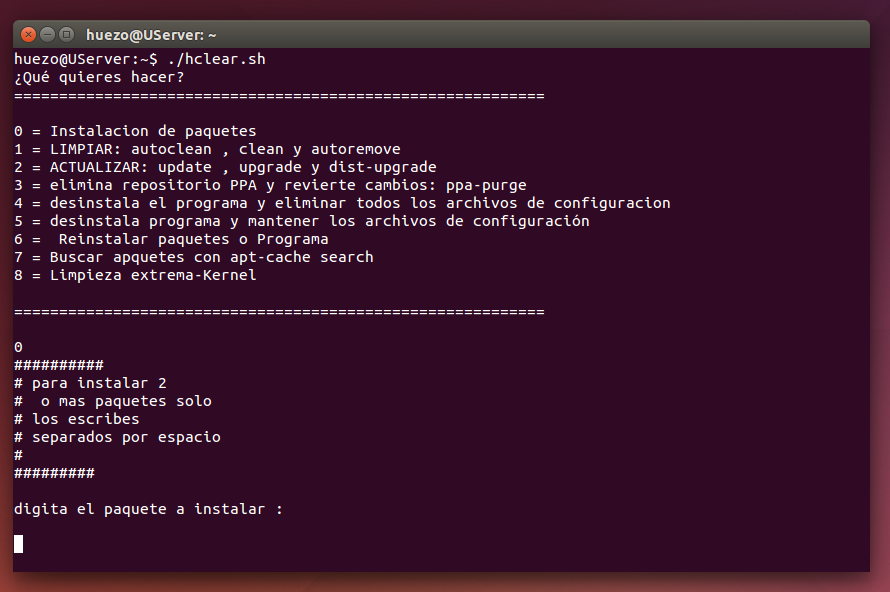 huezo@UServer: ~
huezo@UServer:~$ ./hclear.sh
¿Qué quieres hacer?
===========================================================
0 = Instalacion de paquetes
1 = LIMPIAR: autoclean , clean y autoremove
2 = ACTUALIZAR: update , upgrade y dist-upgrade
3 = elimina repositorio PPA y revierte cambios: ppa-purge
4 = desinstala el programa y eliminar todos los archivos de configuracion
5 = desinstala programa y mantener los archivos de configuración
6 =  Reinstalar paquetes o Programa
7 = Buscar apquetes con apt-cache search
8 = Limpieza extrema-Kernel
===========================================================
0
##########
# para instalar 2
#  o mas paquetes solo
# los escribes
# separados por espacio
#
#########
digita el paquete a instalar :